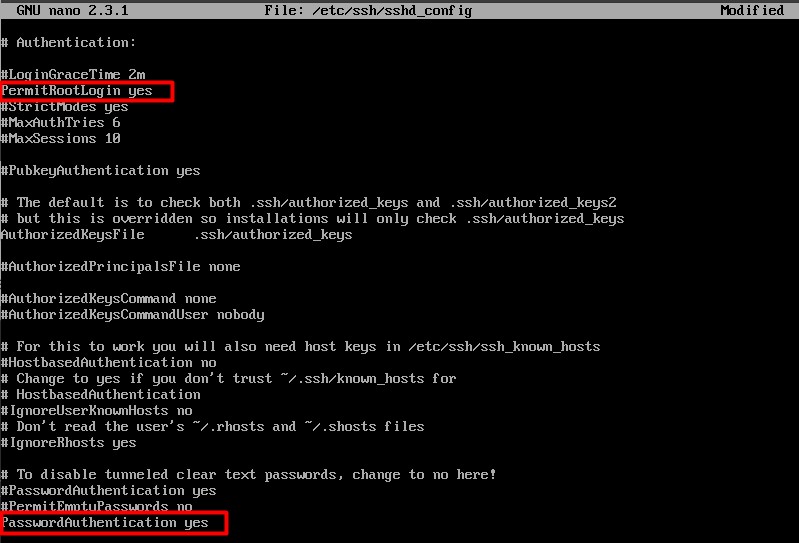 GNU nano 2.3.1 File: /etc/ssh/sshd_config Modified
# Authentication:
#LoginGraceTime 2m
PermitRootLogin yes
#StrictModes yes
#MaxAuthTries 6
#MaxSessions 10
#PubkeyAuthentication yes
# The default is to check both .ssh/authorized_keys and .ssh/authorized_keys2
# but this is overridden so installations will only check .ssh/authorized_keys
AuthorizedKeysFile .ssh/authorized_keys
#AuthorizedPrincipalsFile none
#AuthorizedKeysCommand none
#AuthorizedKeysCommandUser nobody
# For this to work you will also need host keys in /etc/ssh/ssh_known_hosts
#HostbasedAuthentication no
# Change to yes if you don't trust ~/.ssh/known_hosts for
# HostbasedAuthentication
#IgnoreUserKnownHosts no
# Don't read the user's ~/.rhosts and ~/.shosts files
#IgnoreRhosts yes
# To disable tunneled clear text passwords, change to no here!
#PasswordAuthentication yes
#PermitEmptyPasswords no
PasswordAuthentication yes